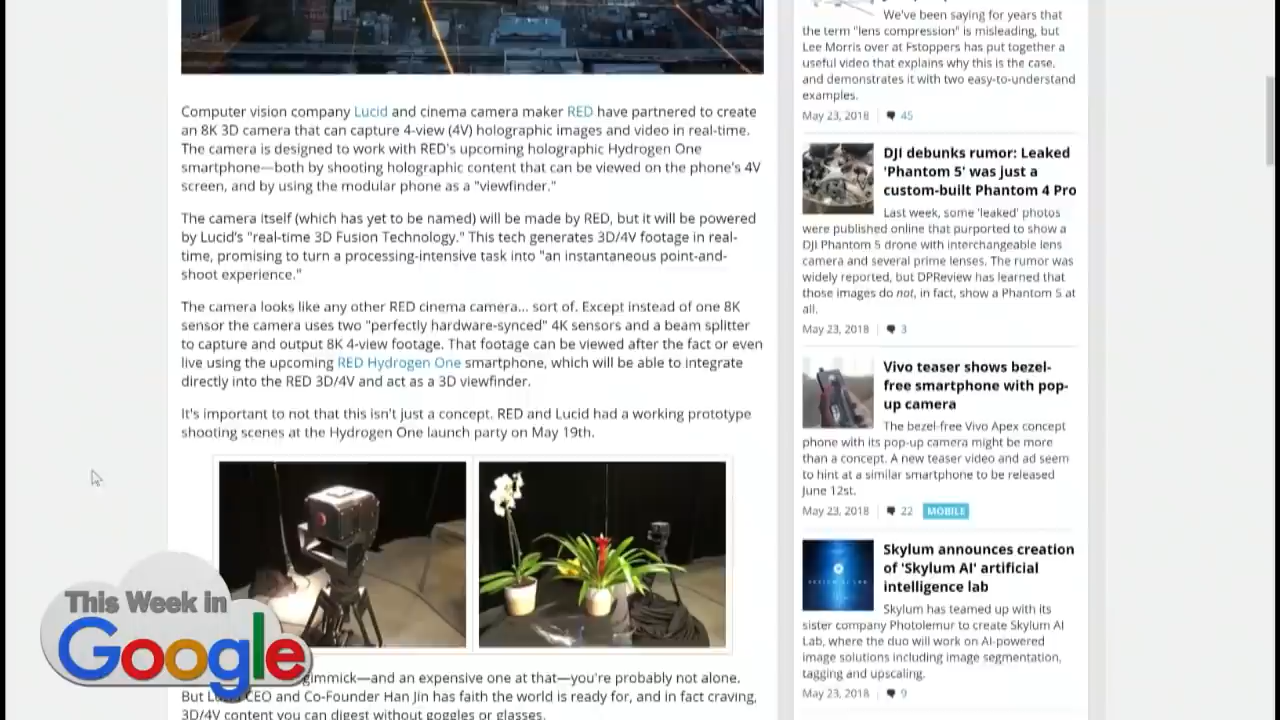 Computer vision company Lucid and cinema camera maker RED have partnered to create
an 8K 3D camera that can capture 4-view (4V) holographic images and video in real-time.
The camera is designed to work with RED's upcoming holographic Hydrogen One
smartphone—both by shooting holographic content that can be viewed on the phone's 4V
screen, and by using the modular phone as a "viewfinder."
The camera itself (which has yet to be named) will be made by RED, but it will be powered
by Lucid's "real-time 3D Fusion Technology." This tech generates 3D/4V footage in real-
time, promising to turn a processing-intensive task into "an instantaneous point-and-
shoot experience."
The camera looks like any other RED cinema camera... sort of. Except instead of one 8K
sensor the camera uses two "perfectly hardware-synced" 4K sensors and a beam splitter
to capture and output 8K 4-view footage. That footage can be viewed after the fact or even
live using the upcoming RED Hydrogen One smartphone, which will be able to integrate
directly into the RED 3D/4V and act as a 3D viewfinder.
It's important to not that this isn't just a concept. RED and Lucid had a working prototype
shooting scenes at the Hydrogen One launch party on May 19th.
gimmick—and an expensive one at that—you're probably not alone.
But CEO and Co-Founder Han Jin has faith the world is ready for, and in fact craving,
3D/4V content you can digest without goggles or glasses.
This Week in
Google
We've been saying for years that
the term "lens compression" is misleading, but
Lee Morris over at Fstoppers has put together a
useful video that explains why this is the case,
and demonstrates it with two easy-to-understand
examples.
May 23, 2018 45
DJI debunks rumor: Leaked
'Phantom 5' was just a
custom-built Phantom 4 Pro
Last week, some 'leaked' photos
were published online that purported to show a
DJI Phantom 5 drone with interchangeable lens
camera and several prime lenses. The rumor was
widely reported, but DPReview has learned that
those images do not, in fact, show a Phantom 5 at
all.
May 23, 2018 3
Vivo teaser shows bezel-
free smartphone with pop-
up camera
The bezel-free Vivo Apex concept
phone with its pop-up camera might be more
than a concept. A new teaser video and ad seem
to hint at a similar smartphone to be released
June 12st.
May 23, 2018 22 MOBILE
Skylum announces creation
of 'Skylum AI' artificial
intelligence lab
Skylum has teamed up with its
sister company Photolemur to create Skylum AI
Lab, where the duo will work on AI-powered
image solutions including image segmentation,
tagging and upscaling.
May 23, 2018 9